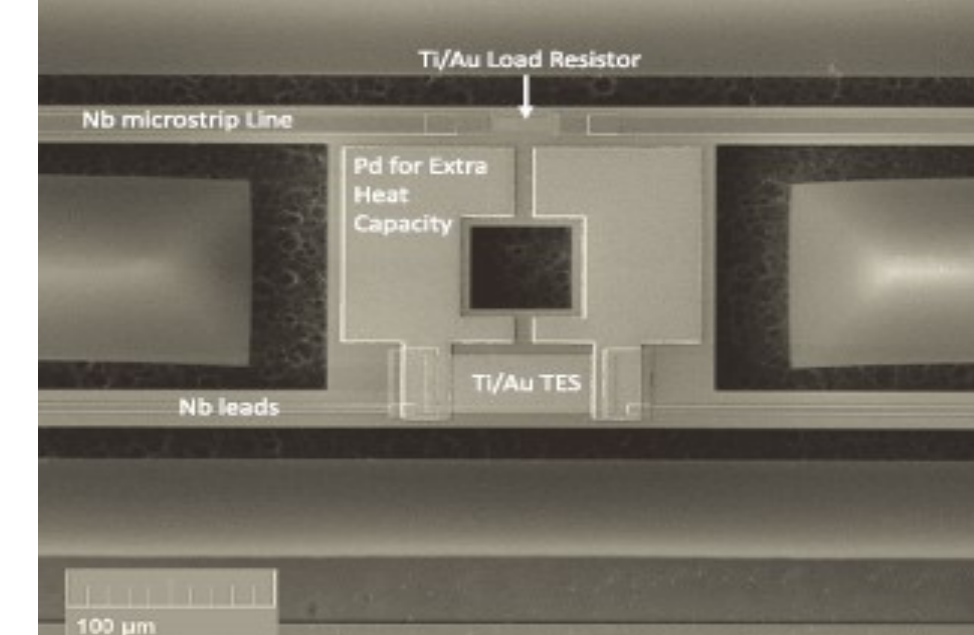 Ti/Au Load Resistor
Nb microstrip Line
Pd for Extra
Heat
Capacity
Ti/Au TES
Nb leads
100 µm